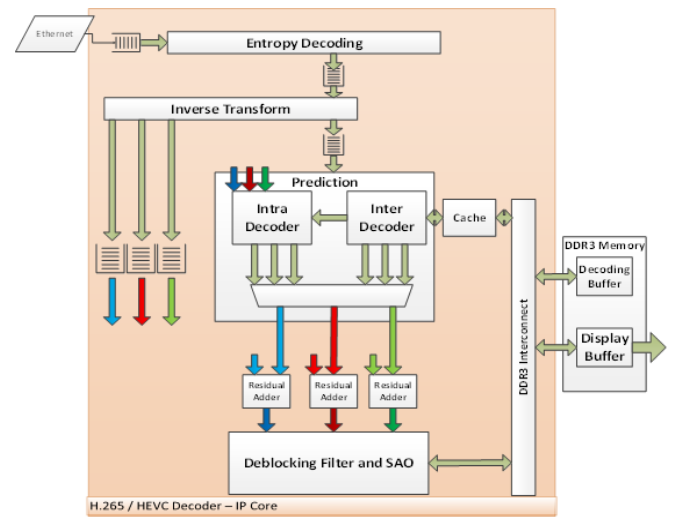 Ethernet
Entropy Decoding
Inverse Transform
Prediction
Intra
Decoder
Inter
Decoder
Cache
DDR3 Interconnect
DDR3 Memory
Decoding
Buffer
Display
Buffer
Residual
Adder
Residual
Adder
Residual
Adder
Deblocking Filter and SAO
H.265 / HEVC Decoder – IP Core